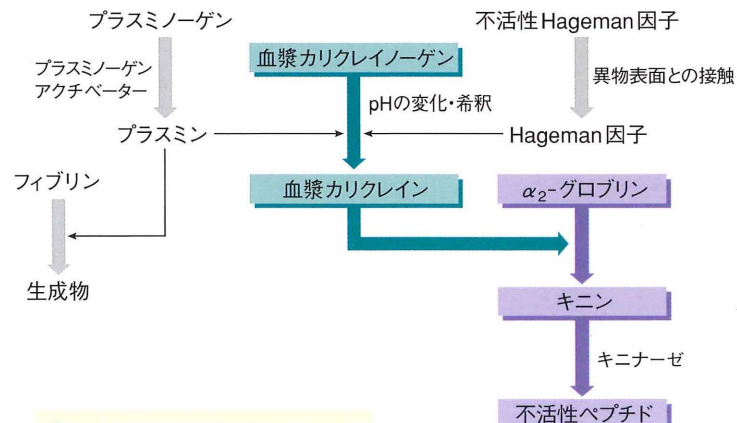 プラスミノーゲン
不活性Hageman因子
血漿カリクレイノーゲン
プラスミノーゲン
アクチベーター
異物表面との接触
pHの変化・希釈
プラスミン
Hageman因子
フィブリン
血漿カリクレイン
α₂-グロブリン
生成物
キニン
キニナーゼ
不活性ペプチド